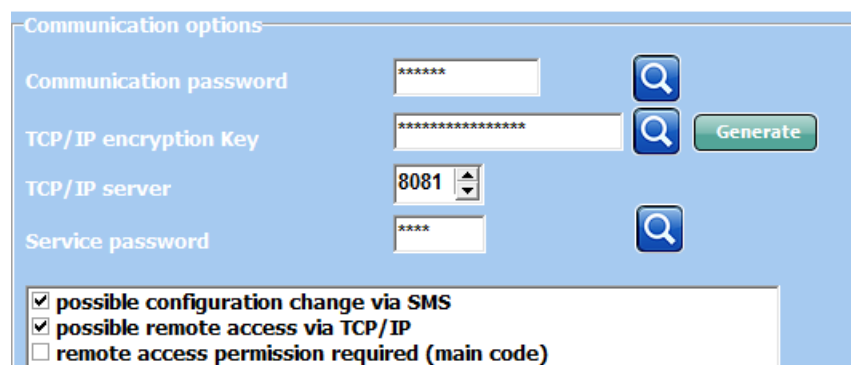 Communication options
Communication password ******
TCP/IP encryption Key **************** Generate
TCP/IP server 8081
Service password ****
possible configuration change via SMS
possible remote access via TCP/IP
remote access permission required (main code)